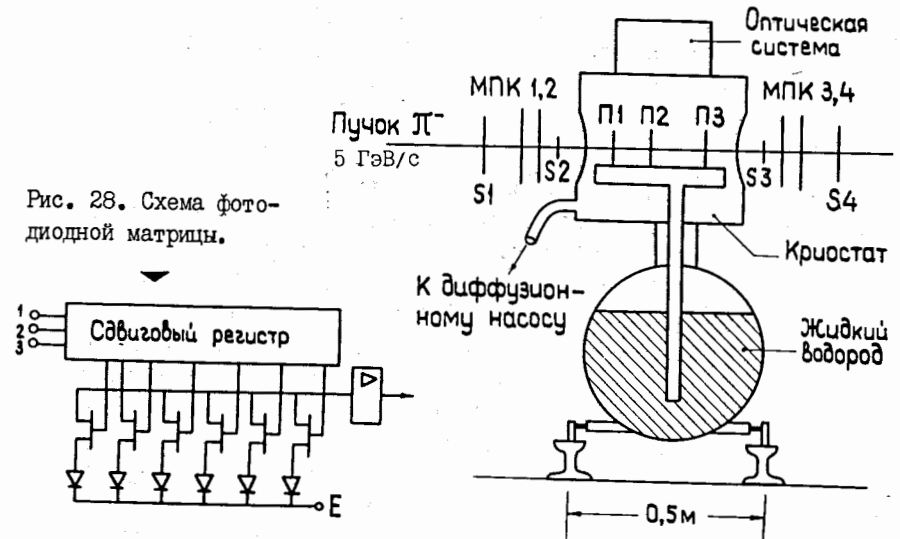 Оптическая
система
МПК 1,2
МПК 3,4
П1
П2
П3
Пучок π⁻
5 ГэВ/с
S1
S2
S3
S4
Рис. 28. Схема фото-
диодной матрицы.
Криостат
К диффузион-
ному насосу
1
2
3
Сдвиговый регистр
Жидкий
водород
E
0,5м